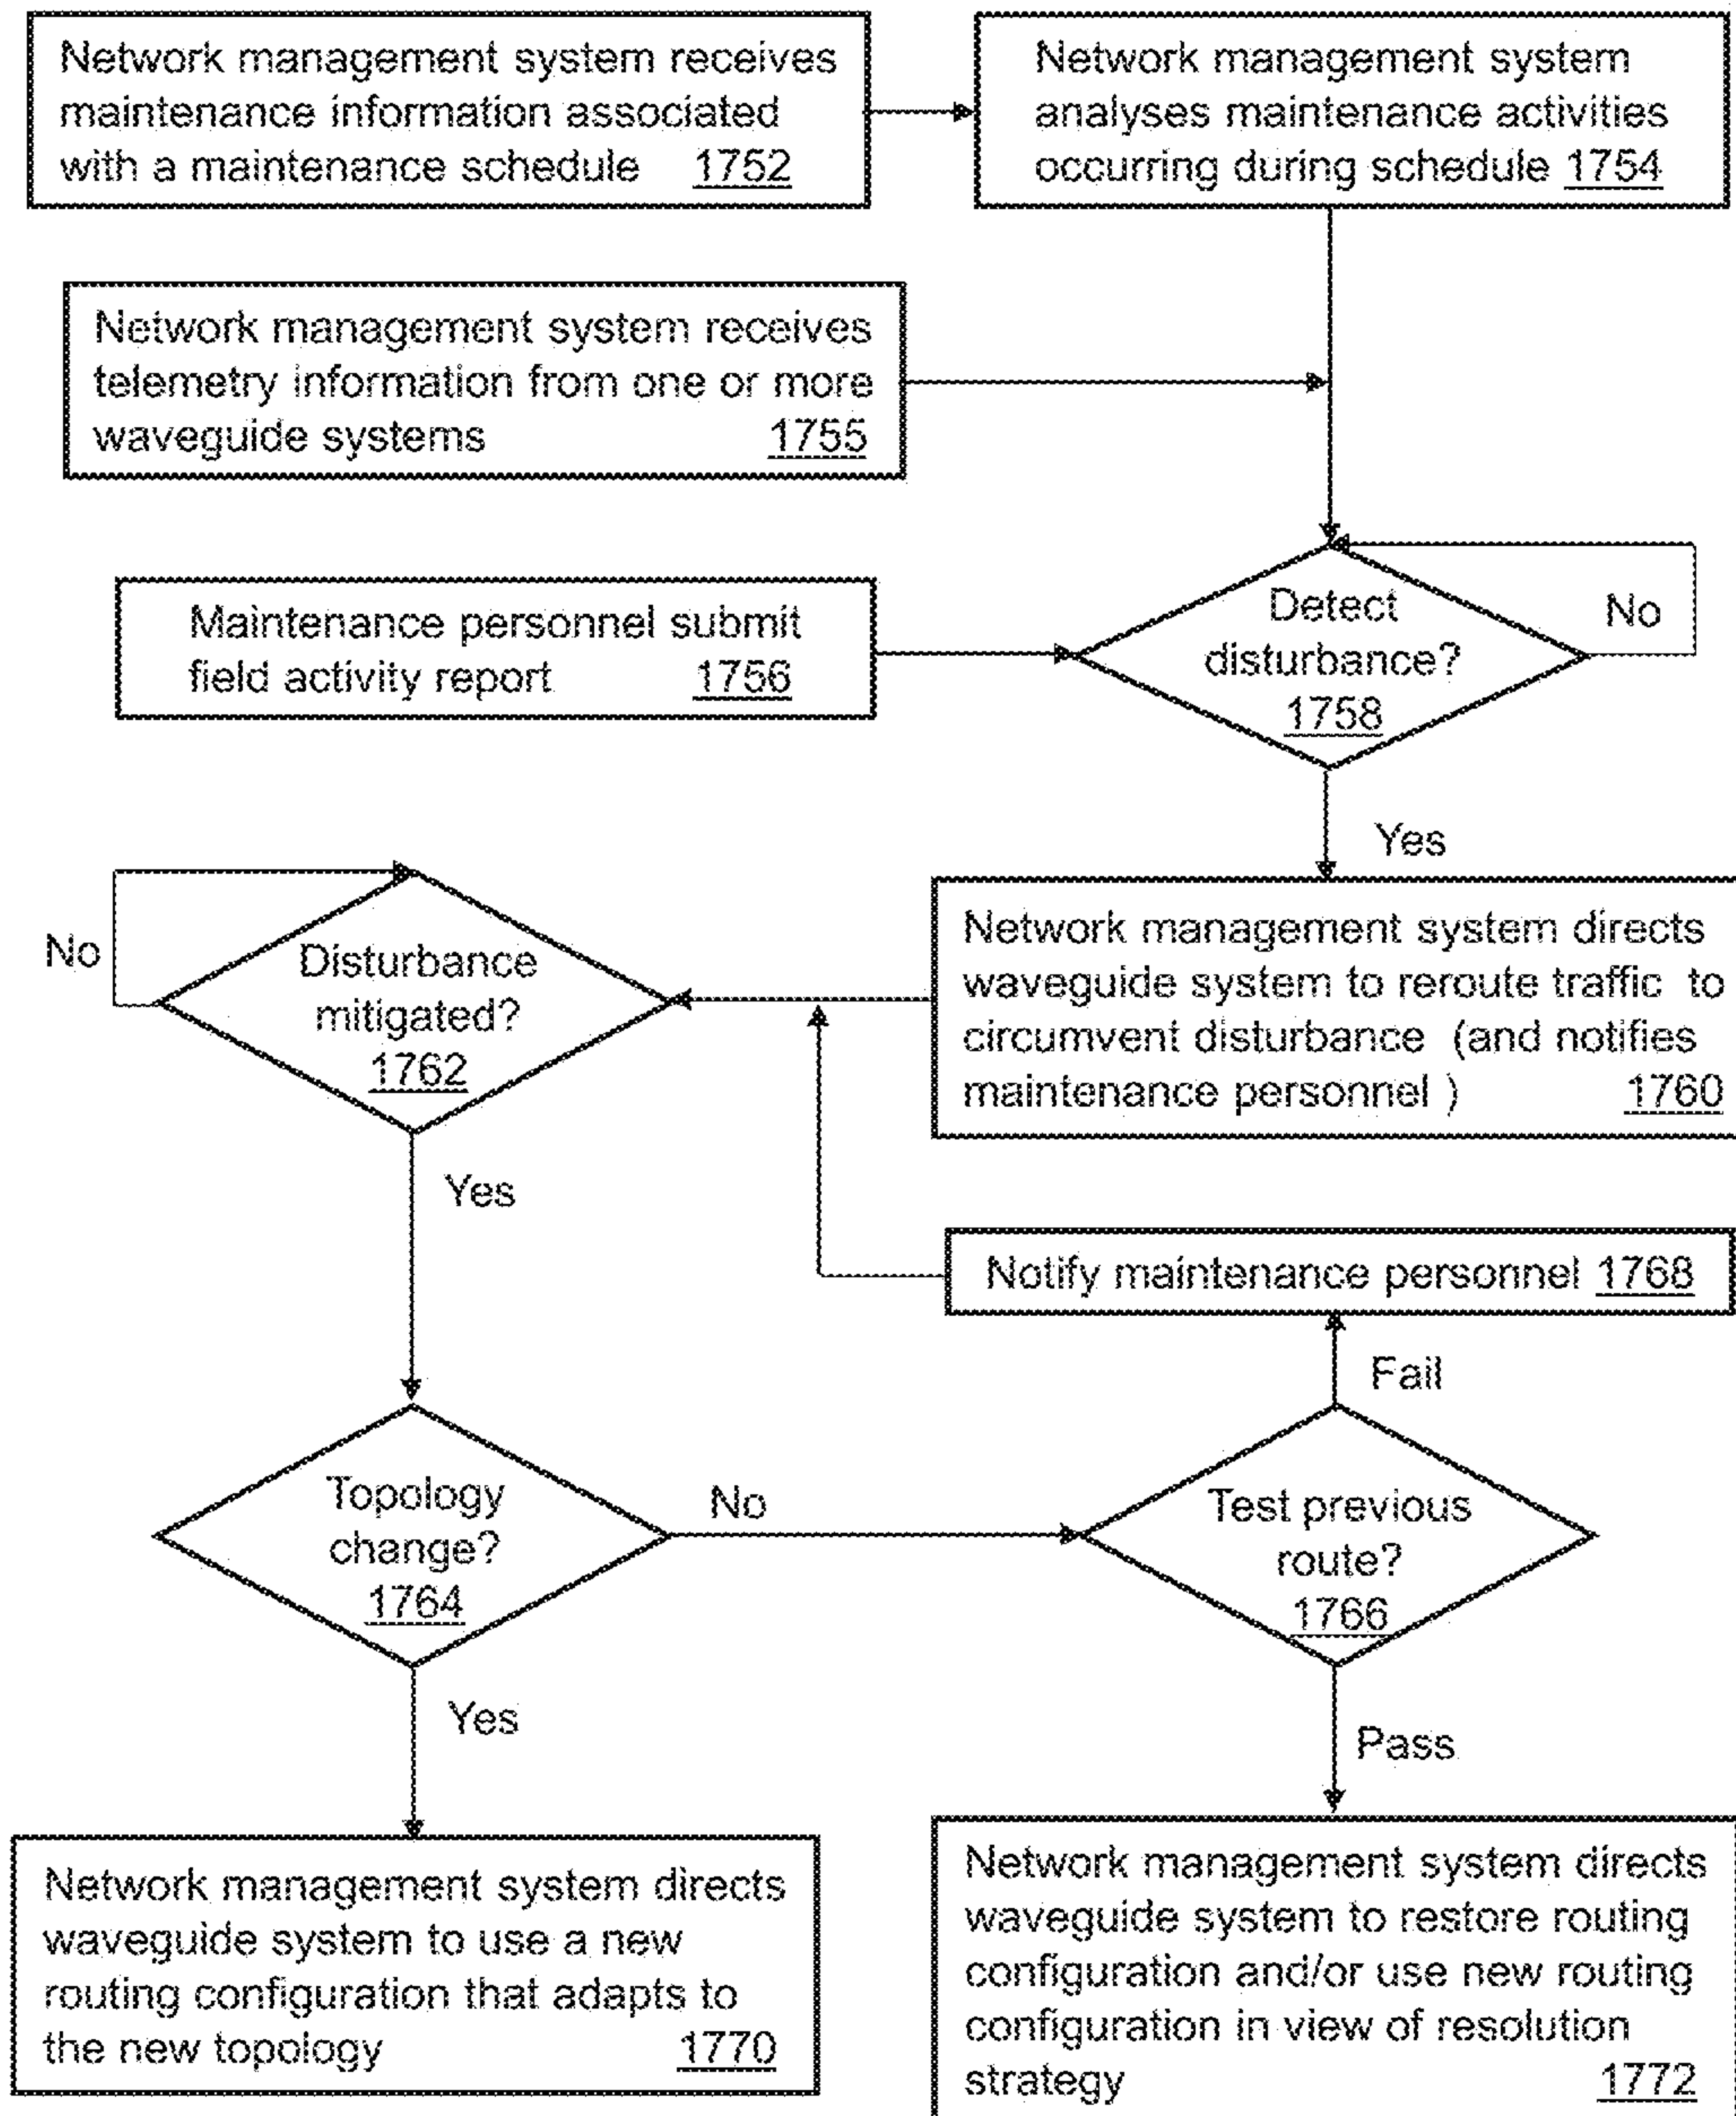 Network management system receives
maintenance information associated
with a maintenance schedule 1752
Network management system
analyses maintenance activities
occurring during schedule 1754
Network management system receives
telemetry information from one or more
waveguide systems 1755
Maintenance personnel submit
field activity report 1756
Detect
disturbance?
1758
No
Yes
Network management system directs
waveguide system to reroute traffic to
circumvent disturbance (and notifies
maintenance personnel ) 1760
No
Disturbance
mitigated?
1762
Yes
Notify maintenance personnel 1768
Fail
Topology
change?
1764
No
Test previous
route?
1766
Yes
Pass
Network management system directs
waveguide system to use a new
routing configuration that adapts to
the new topology 1770
Network management system directs
waveguide system to restore routing
configuration and/or use new routing
configuration in view of resolution
strategy 1772